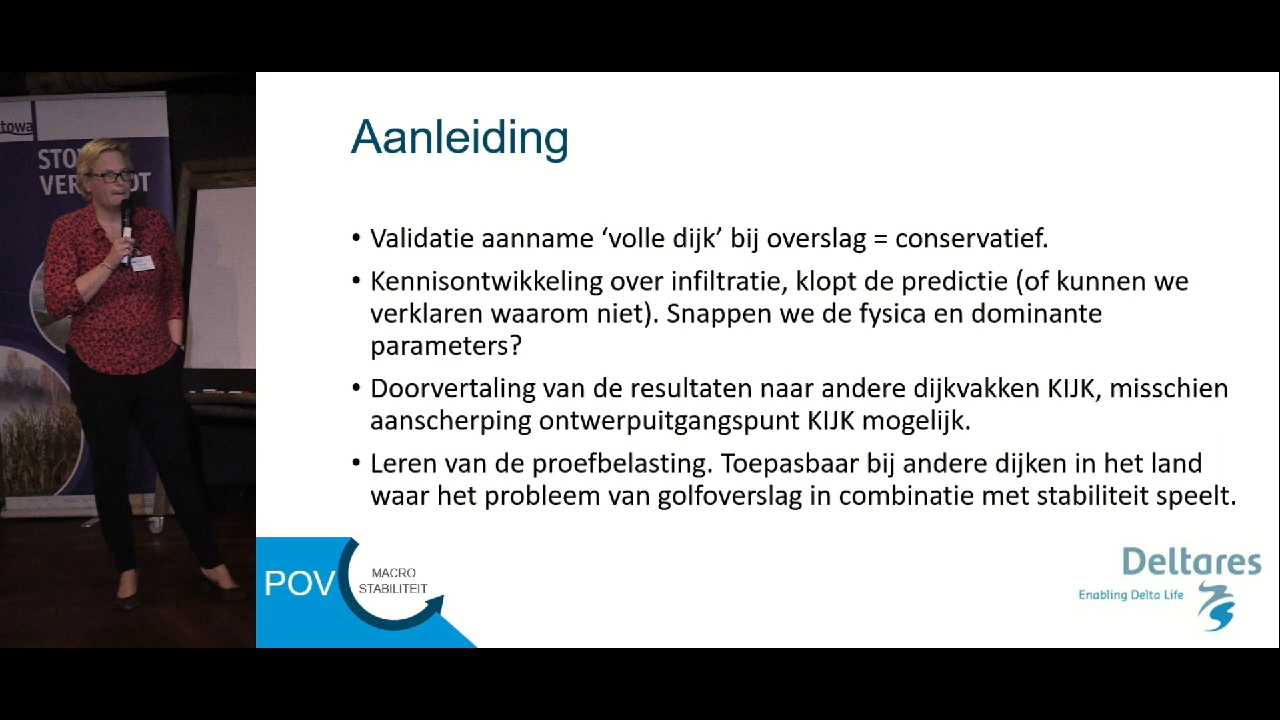 towa
Aanleiding
• Validatie aanname ‘volle dijk’ bij overslag = conservatief.
• Kennisontwikkeling over infiltratie, klopt de predictie (of kunnen we
verklaren waarom niet). Snappen we de fysica en dominante
parameters?
• Doorvertaling van de resultaten naar andere dijkvakken KIJK, misschien
aanscherping ontwerpuitgangspunt KIJK mogelijk.
• Leren van de proefbelasting. Toepasbaar bij andere dijken in het land
waar het probleem van golfoverslag in combinatie met stabiliteit speelt.
POV
MACRO
STABILITEIT
Deltares
Enabling Delta Life